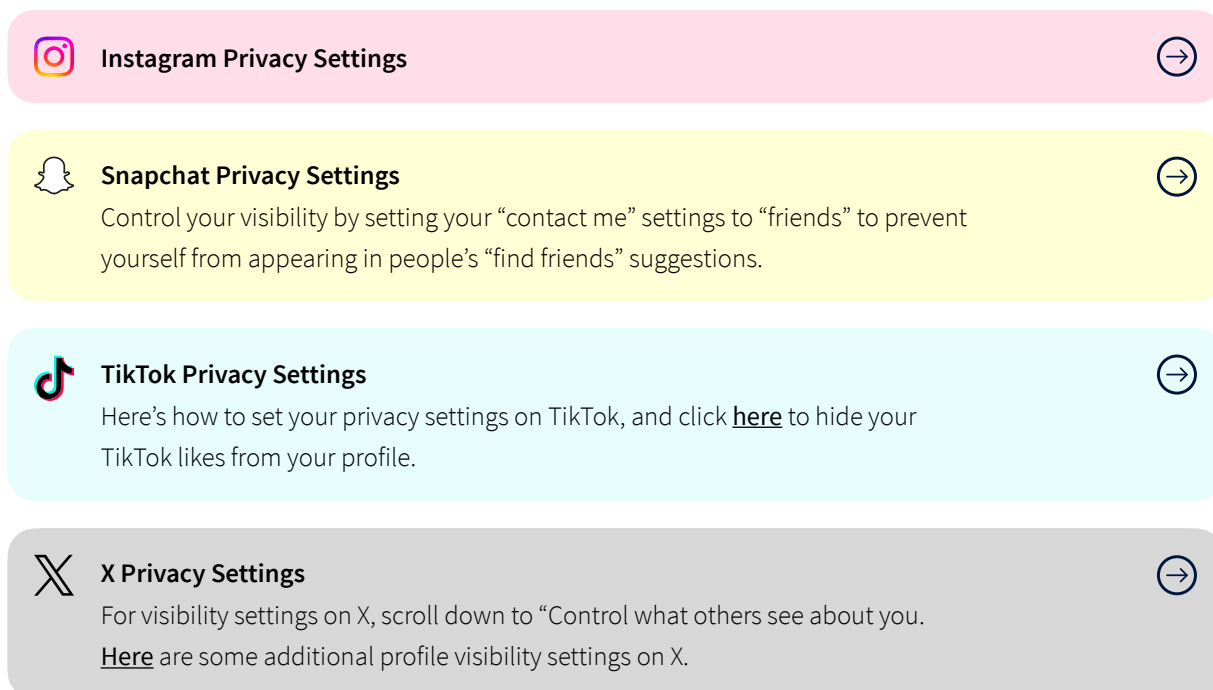 Instagram Privacy Settings
Snapchat Privacy Settings
Control your visibility by setting your “contact me” settings to “friends” to prevent
yourself from appearing in people’s “find friends” suggestions.
TikTok Privacy Settings
Here’s how to set your privacy settings on TikTok, and click here to hide your
TikTok likes from your profile.
X Privacy Settings
For visibility settings on X, scroll down to “Control what others see about you.
Here are some additional profile visibility settings on X.